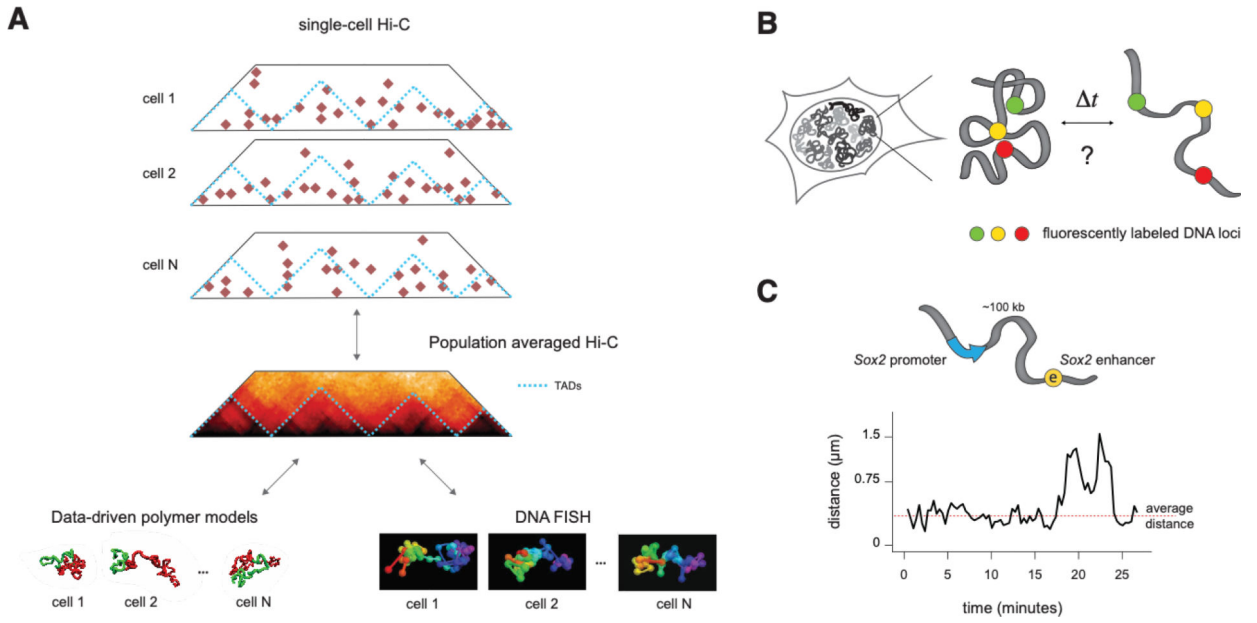 A
single-cell Hi-C
cell 1
cell 2
cell N
Population averaged Hi-C
TADs
Data-driven polymer models
cell 1
cell 2
...
cell N
DNA FISH
cell 1
cell 2
...
cell N
B
Δt
?
fluorescently labeled DNA loci
C
~100 kb
Sox2 promoter
Sox2 enhancer
e
distance (µm)
1.5
0.75
0
average
distance
0
5
10
15
20
25
time (minutes)